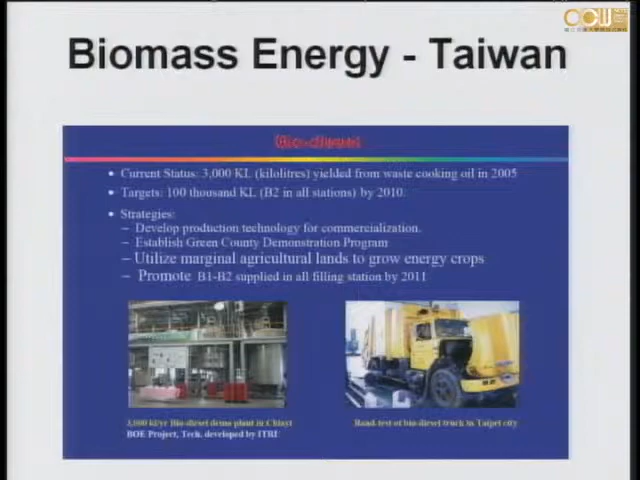 OCW
Biomass Energy - Taiwan
(Bio-diesel)
• Current Status: 3,000 KL (kilolitres) yielded from waste cooking oil in 2005
• Targets: 100 thousand KL (B2 in all stations) by 2010.
• Strategies:
– Develop production technology for commercialization.
– Establish Green County Demonstration Program
– Utilize marginal agricultural lands to grow energy crops
– Promote B1-B2 supplied in all filling station by 2011
3,000 kl/yr Bio-diesel demo plant in Chiayi
BOE Project, Tech. developed by ITRI
Road-test of bio-diesel truck in Taipei city